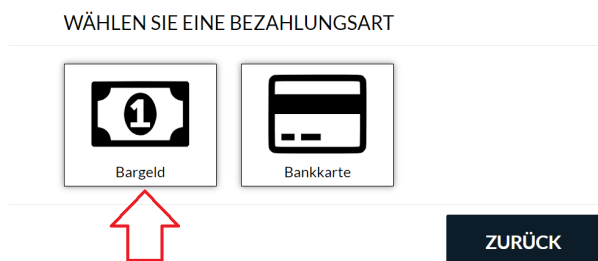 WÄHLEN SIE EINE BEZAHLUNGSART
1
Bargeld
Bankkarte
ZURÜCK